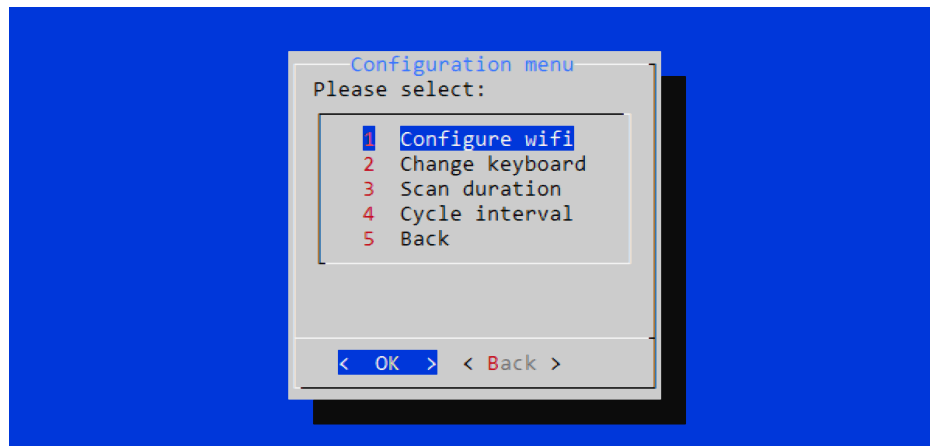 Configuration menu
Please select:
1 Configure wifi
2 Change keyboard
3 Scan duration
4 Cycle interval
5 Back
< OK > < Back >